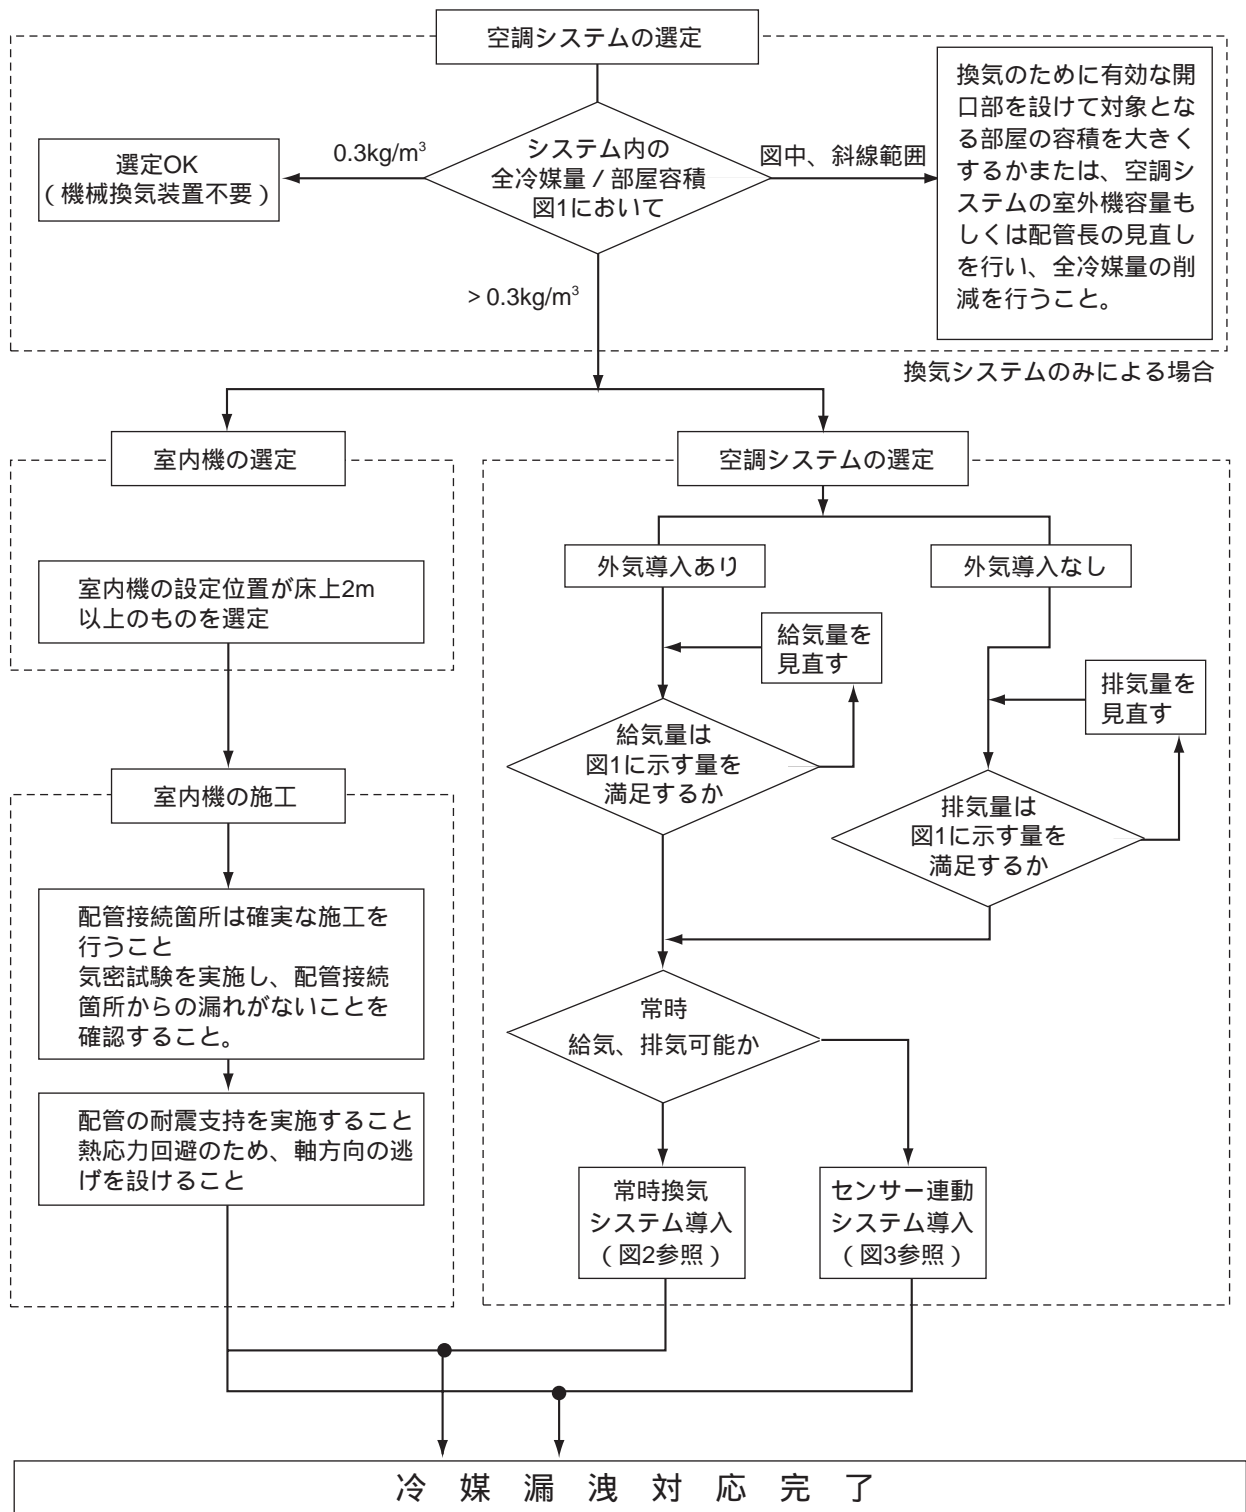 空調システムの選定
システム内の
全冷媒量 / 部屋容積
図1において
0.3kg/m³
選定OK
(機械換気装置不要)
図中、斜線範囲
換気のために有効な開
口部を設けて対象とな
る部屋の容積を大きく
するかまたは、空調シ
ステムの室外機容量も
しくは配管長の見直し
を行い、全冷媒量の削
減を行うこと。
> 0.3kg/m³
換気システムのみによる場合
室内機の選定
室内機の設定位置が床上2m
以上のものを選定
室内機の施工
配管接続箇所は確実な施工を
行うこと
気密試験を実施し、配管接続
箇所からの漏れがないことを
確認すること。
配管の耐震支持を実施すること
熱応力回避のため、軸方向の逃
げを設けること
空調システムの選定
外気導入あり
外気導入なし
給気量を
見直す
排気量を
見直す
給気量は
図1に示す量を
満足するか
排気量は
図1に示す量を
満足するか
常時
給気、排気可能か
常時換気
システム導入
(図2参照)
センサー連動
システム導入
(図3参照)
冷媒漏洩対応完了